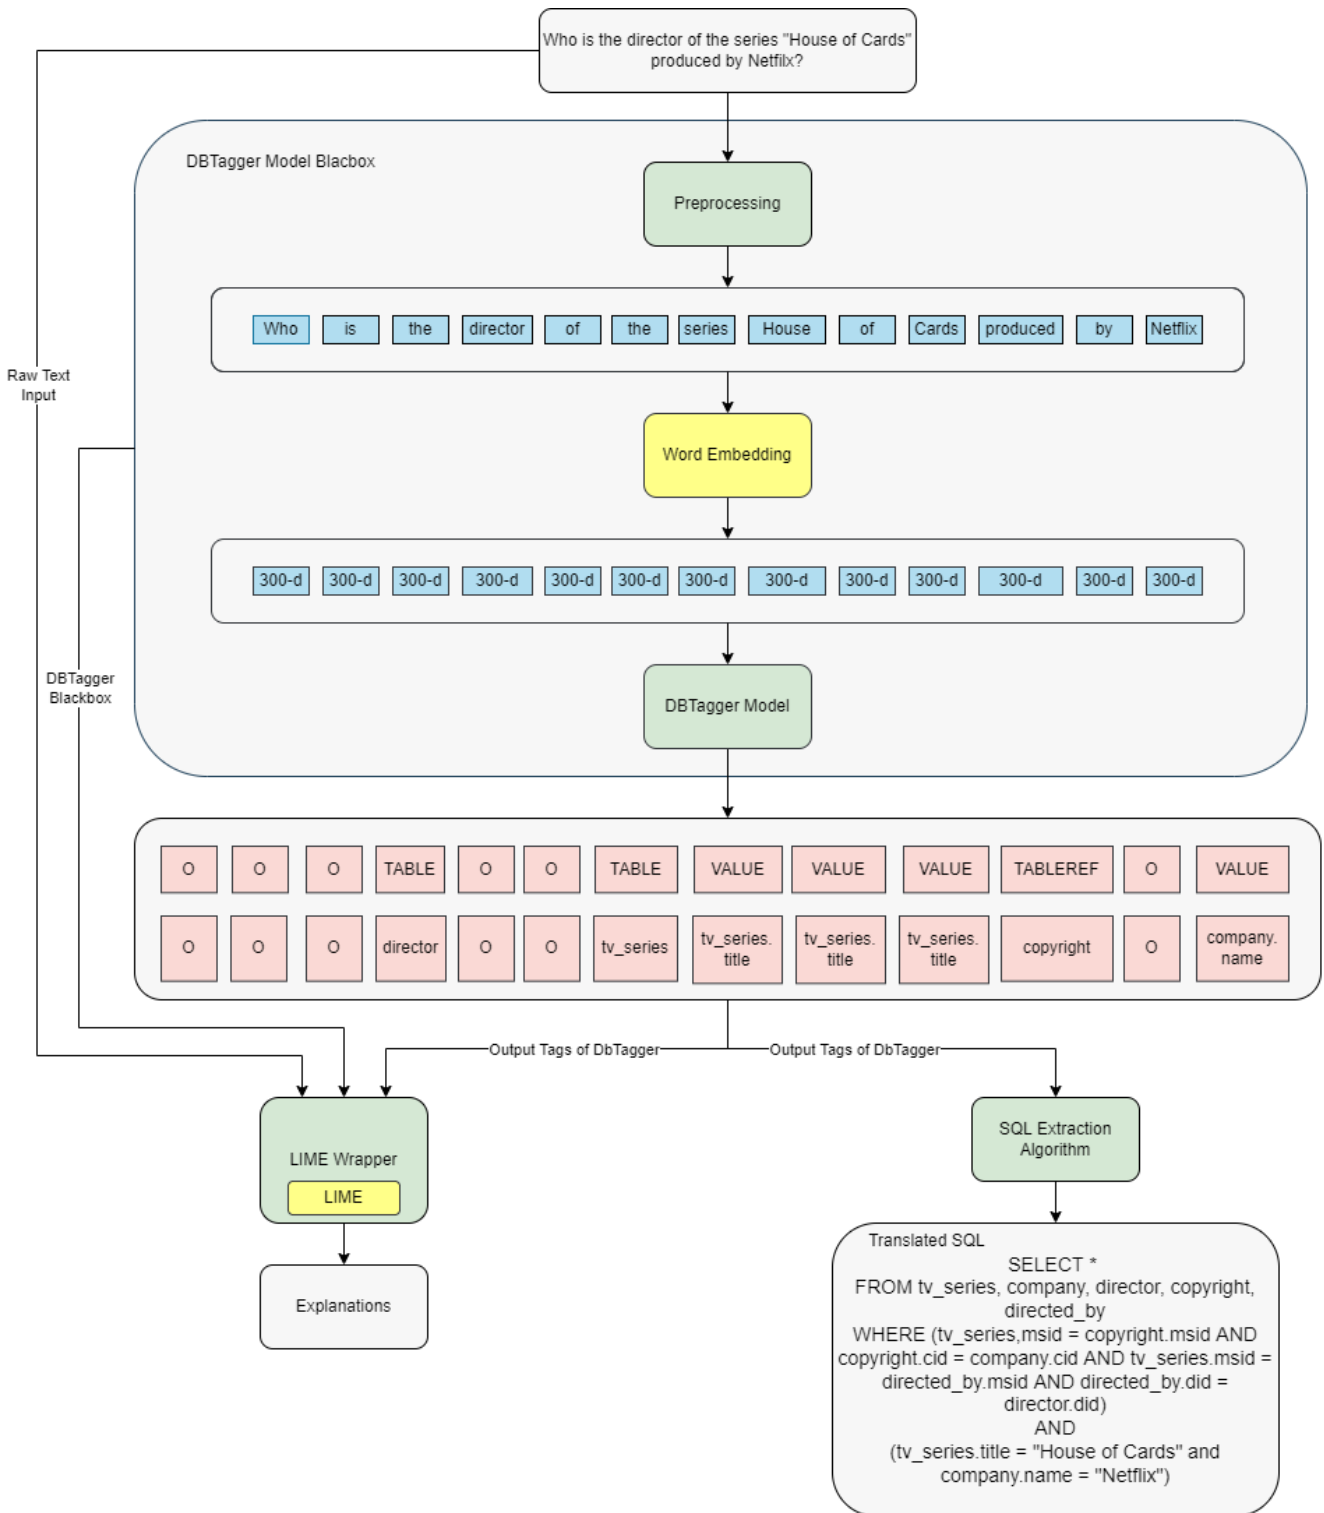 Who is the director of the series "House of Cards"
produced by Netfilx?
DBTagger Model Blacbox
Preprocessing
Who is the director of the series House of Cards produced by Netflix
Raw Text
Input
Word Embedding
300-d 300-d 300-d 300-d 300-d 300-d 300-d 300-d 300-d 300-d 300-d 300-d 300-d
DBTagger
Blackbox
DBTagger Model
O O O TABLE O O TABLE VALUE VALUE VALUE TABLEREF O VALUE
O O O director O O tv_series tv_series. title tv_series. title tv_series. title copyright O company. name
Output Tags of DbTagger
Output Tags of DbTagger
LIME Wrapper
LIME
Explanations
SQL Extraction
Algorithm
Translated SQL
SELECT *
FROM tv_series, company, director, copyright,
directed_by
WHERE (tv_series,msid = copyright.msid AND
copyright.cid = company.cid AND tv_series.msid =
directed_by.msid AND directed_by.did =
director.did)
AND
(tv_series.title = "House of Cards" and
company.name = "Netflix")